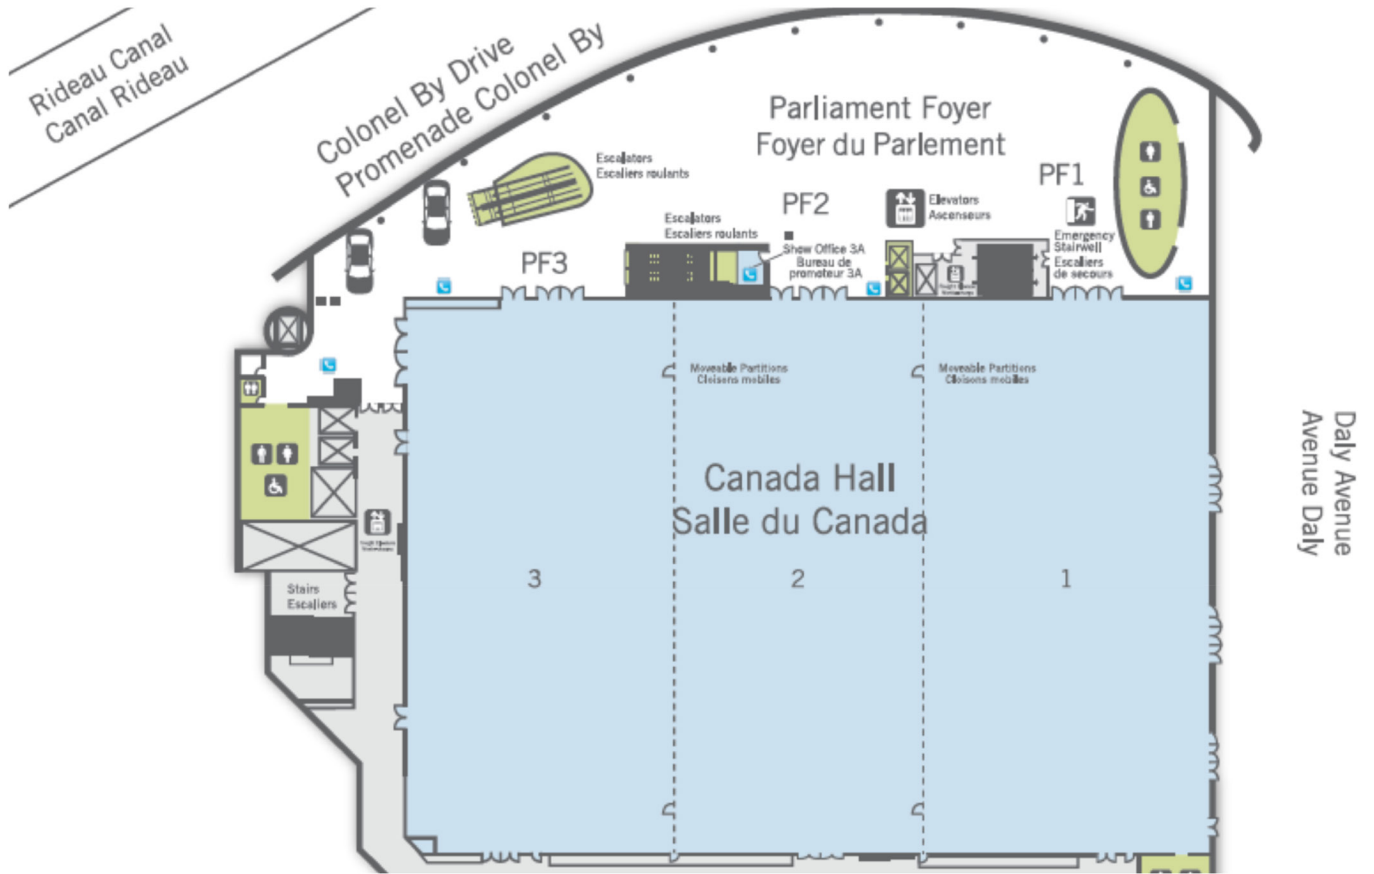 Rideau Canal
Canal Rideau
Colonel By Drive
Promenade Colonel By
Parliament Foyer
Foyer du Parlement
Escalators
Escaliers roulants
PF1
PF2
Elevators
Ascenseurs
Escalators
Escaliers roulants
Emergency
Stairwell
Escaliers
de secours
Show Office 3A
Bureau de
promoteur 3A
PF3
Moveable Partitions
Cloisons mobiles
Moveable Partitions
Cloisons mobiles
Daly Avenue
Avenue Daly
Canada Hall
Salle du Canada
3
2
1
Stairs
Escaliers